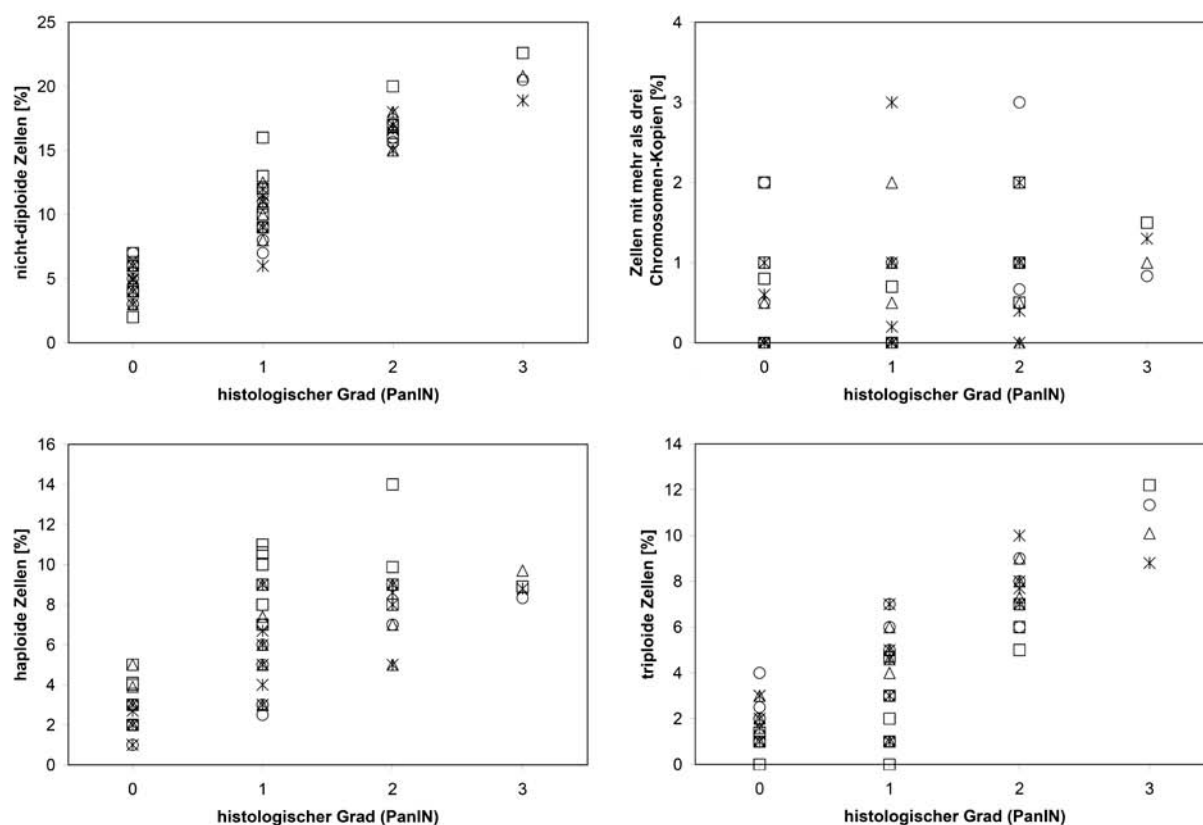 25
20
15
10
5
0
nicht-diploide Zellen [%]
0 1 2 3
histologischer Grad (PanIN)
4
3
2
1
0
Zellen mit mehr als drei
Chromosomen-Kopien [%]
0 1 2 3
histologischer Grad (PanIN)
16
14
12
10
8
6
4
2
0
haploide Zellen [%]
0 1 2 3
histologischer Grad (PanIN)
14
12
10
8
6
4
2
0
triploide Zellen [%]
0 1 2 3
histologischer Grad (PanIN)